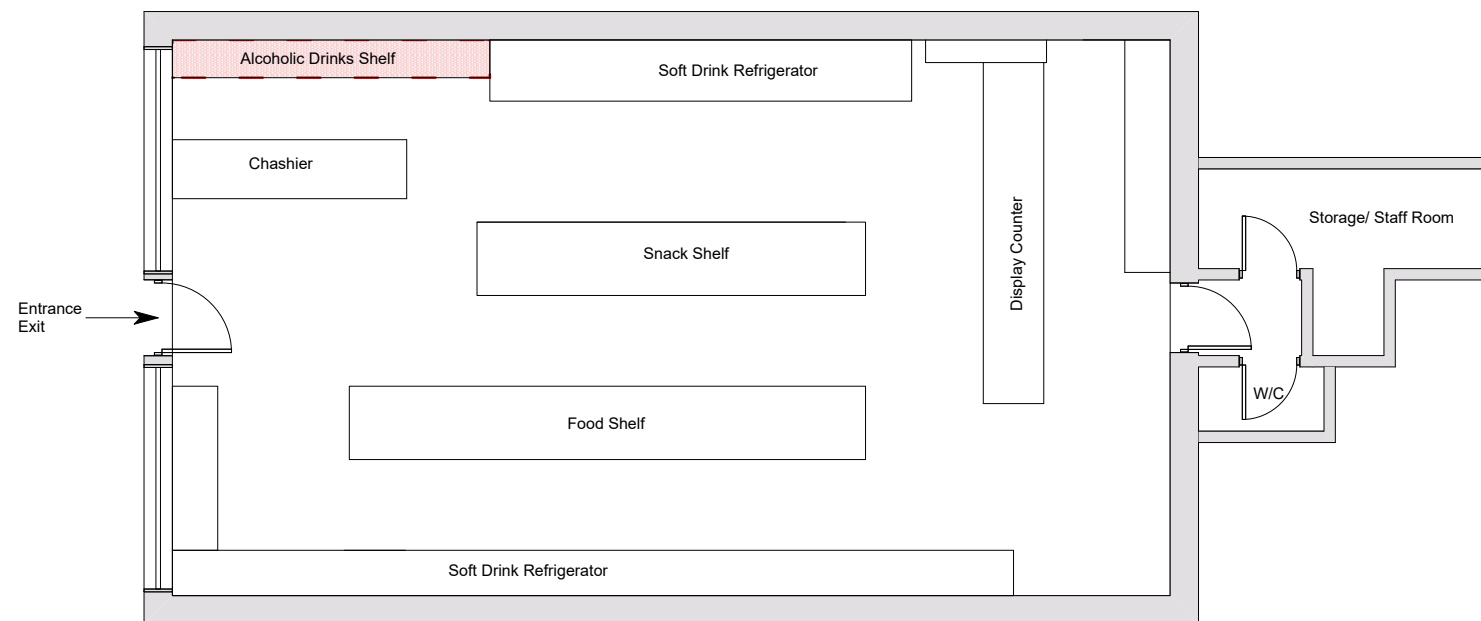 Alcoholic Drinks Shelf
Soft Drink Refrigerator
Chashier
Storage/ Staff Room
Snack Shelf
Display Counter
Entrance
Exit
W/C
Food Shelf
Soft Drink Refrigerator